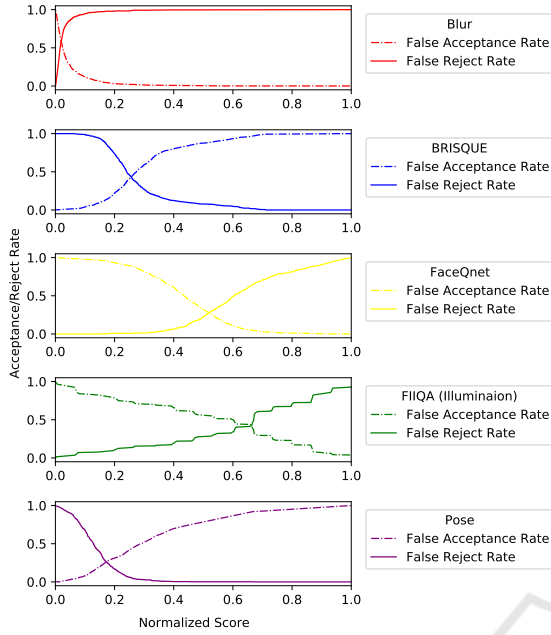 Acceptance/Reject Rate
1.0
0.5
0.0
0.0 0.2 0.4 0.6 0.8 1.0
Blur
False Acceptance Rate
False Reject Rate
1.0
0.5
0.0
0.0 0.2 0.4 0.6 0.8 1.0
BRISQUE
False Acceptance Rate
False Reject Rate
1.0
0.5
0.0
0.0 0.2 0.4 0.6 0.8 1.0
FaceQnet
False Acceptance Rate
False Reject Rate
1.0
0.5
0.0
0.0 0.2 0.4 0.6 0.8 1.0
FIIQA (Illuminaion)
False Acceptance Rate
False Reject Rate
1.0
0.5
0.0
0.0 0.2 0.4 0.6 0.8 1.0
Pose
False Acceptance Rate
False Reject Rate
Normalized Score